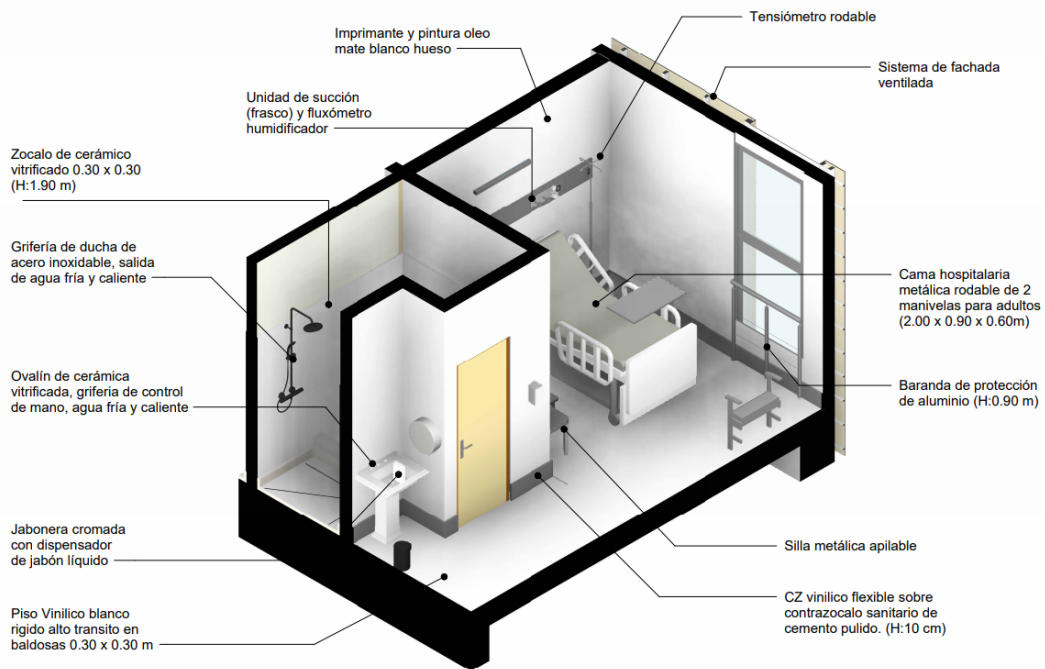 Tensiómetro rodable
Imprimante y pintura oleo
mate blanco hueso
Sistema de fachada
ventilada
Unidad de succión
(frasco) y fluxómetro
humidificador
Zocalo de cerámico
vitrificado 0.30 x 0.30
(H:1.90 m)
Grifería de ducha de
acero inoxidable, salida
de agua fría y caliente
Cama hospitalaria
metálica rodable de 2
manivelas para adultos
(2.00 x 0.90 x 0.60m)
Ovalín de cerámica
vitrificada, griferia de control
de mano, agua fría y caliente
Baranda de protección
de aluminio (H:0.90 m)
Jabonera cromada
con dispensador
de jabón líquido
Silla metálica apilable
Piso Vinilico blanco
rigido alto transito en
baldosas 0.30 x 0.30 m
CZ vinilico flexible sobre
contrazocalo sanitario de
cemento pulido. (H:10 cm)